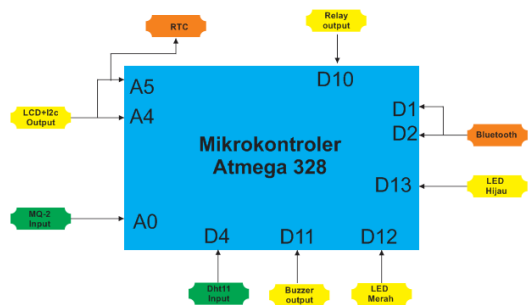 RTC
Relay
output
A5
D10
LCD+I2c
Output
A4
D1
D2
Mikrokontroler
Atmega 328
Bluetooth
D13
LED
Hijau
MQ-2
Input
A0
D4
D11
D12
Dht11
Input
Buzzer
output
LED
Merah